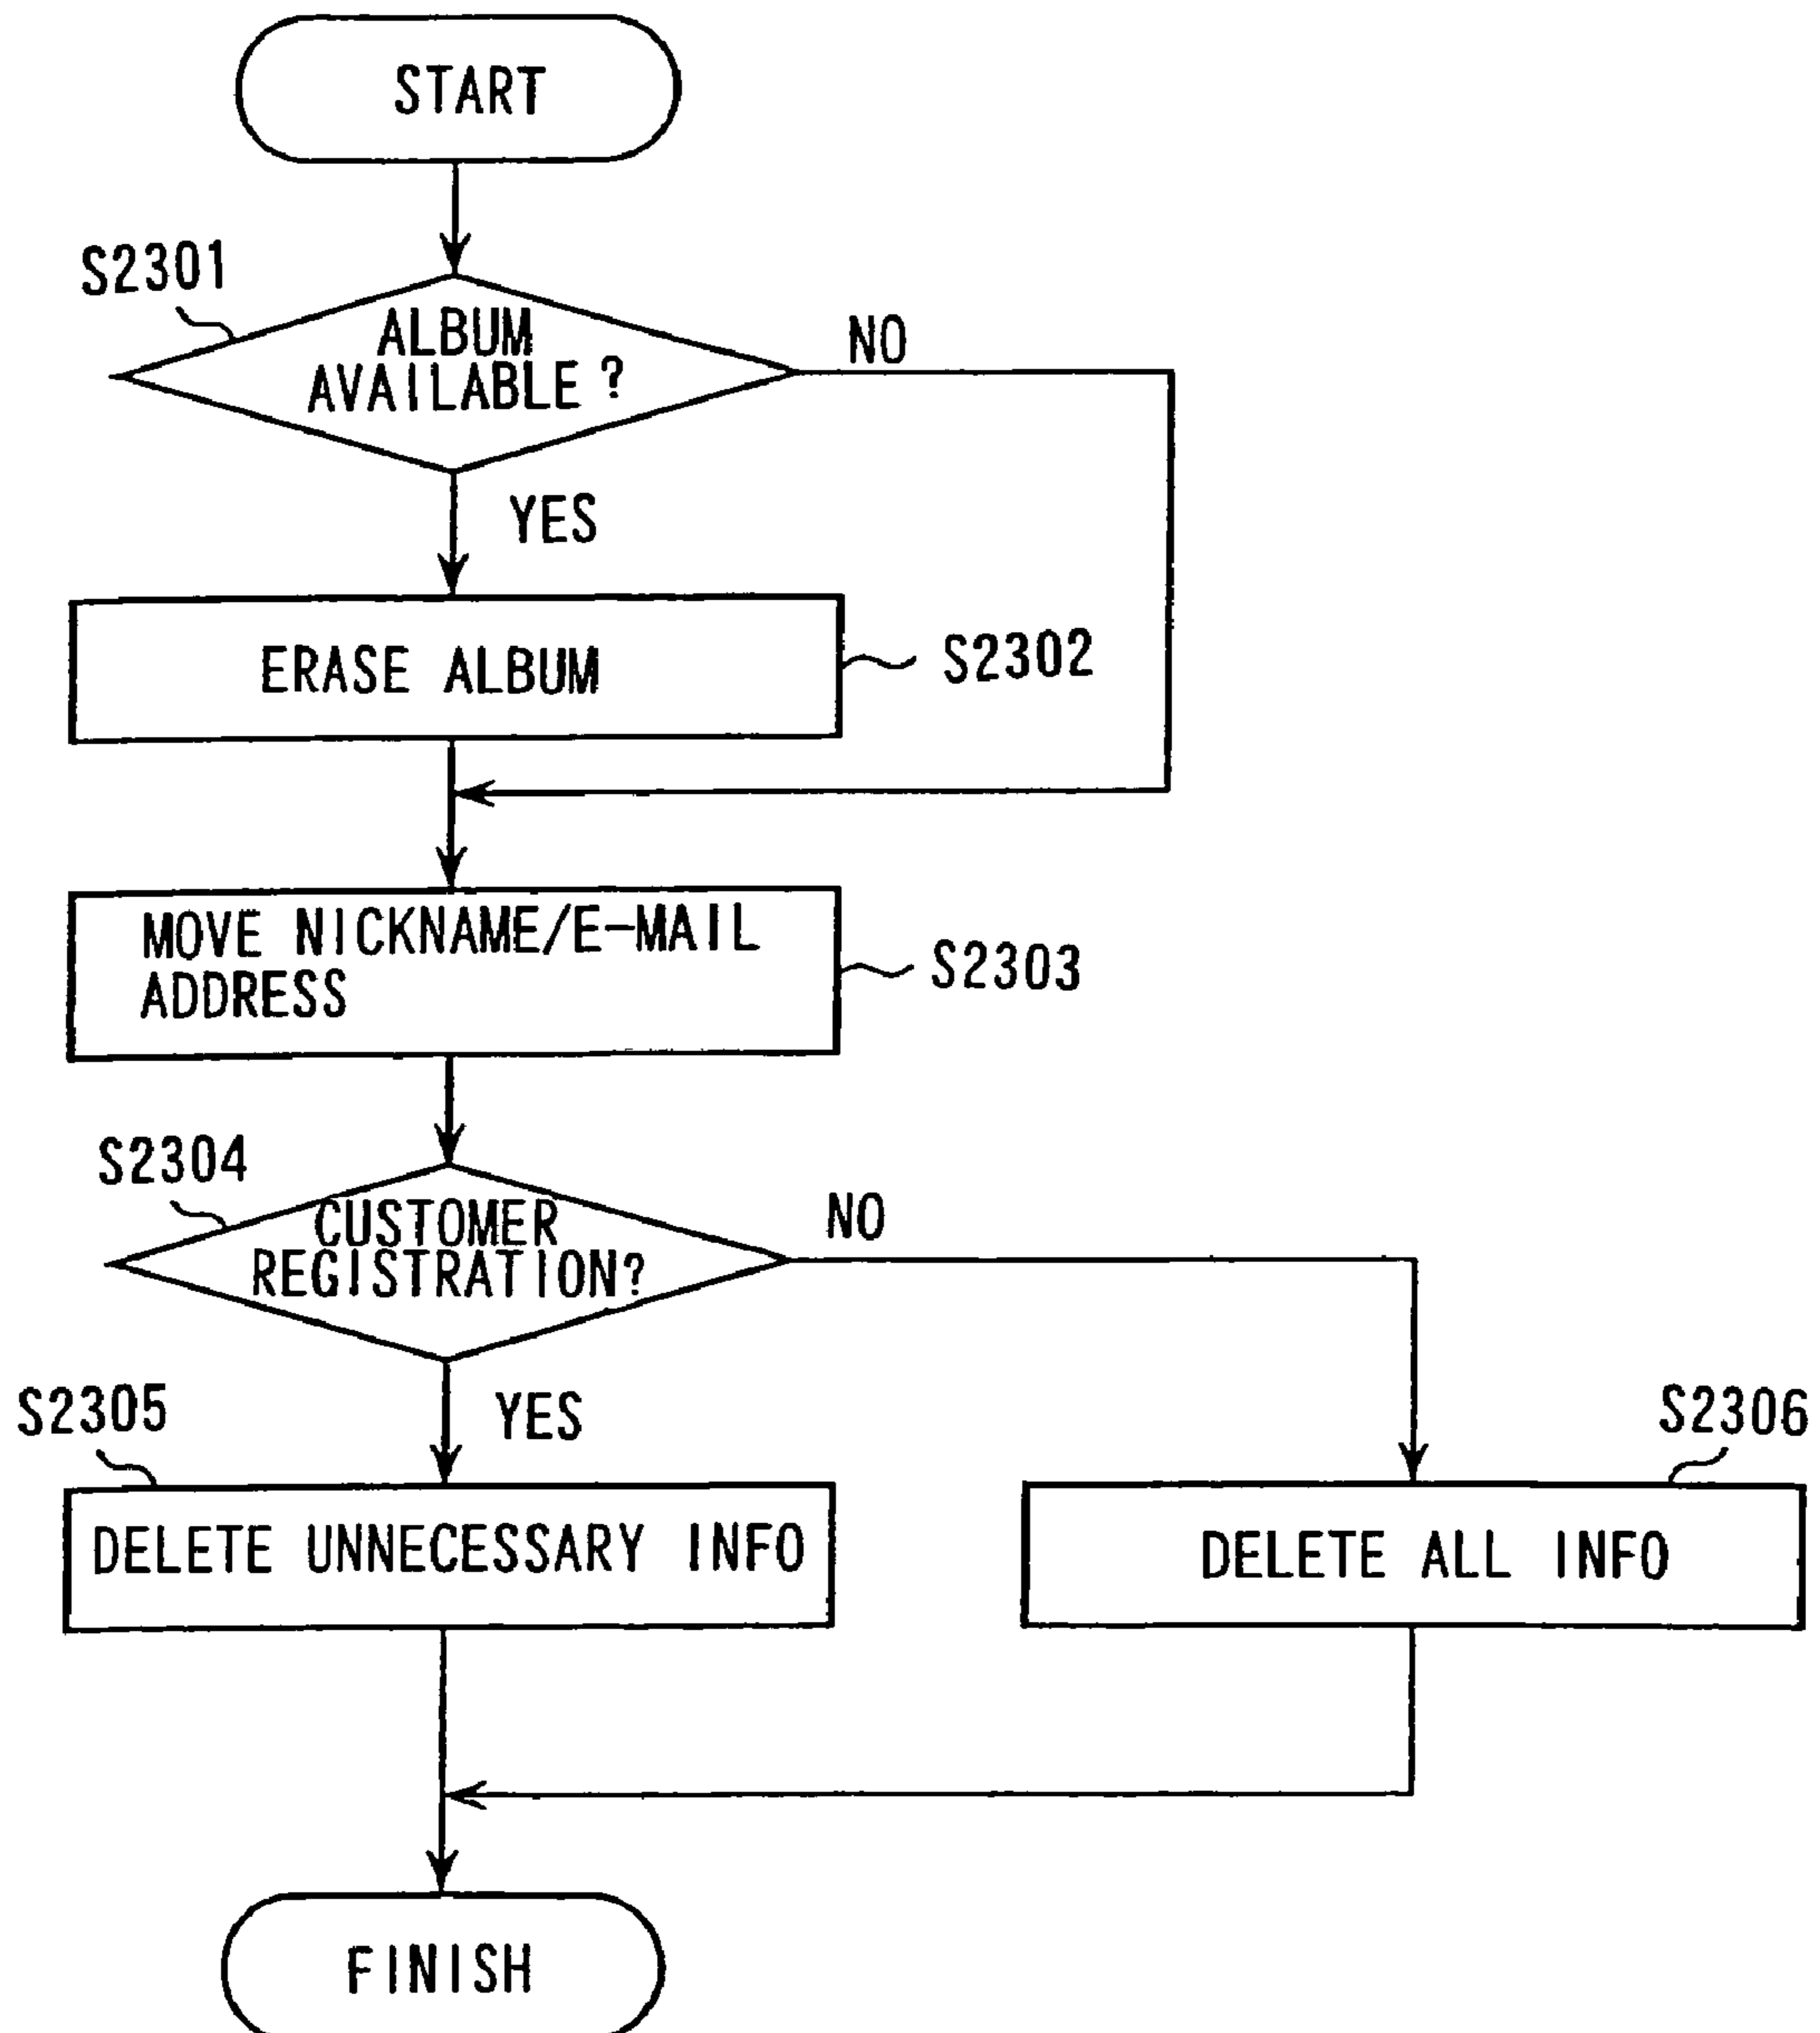 START
S2301
ALBUM
AVAILABLE?
NO
YES
ERASE ALBUM
S2302
MOVE NICKNAME/E-MAIL
ADDRESS
S2303
S2304
CUSTOMER
REGISTRATION?
NO
YES
S2305
S2306
DELETE UNNECESSARY INFO
DELETE ALL INFO
FINISH